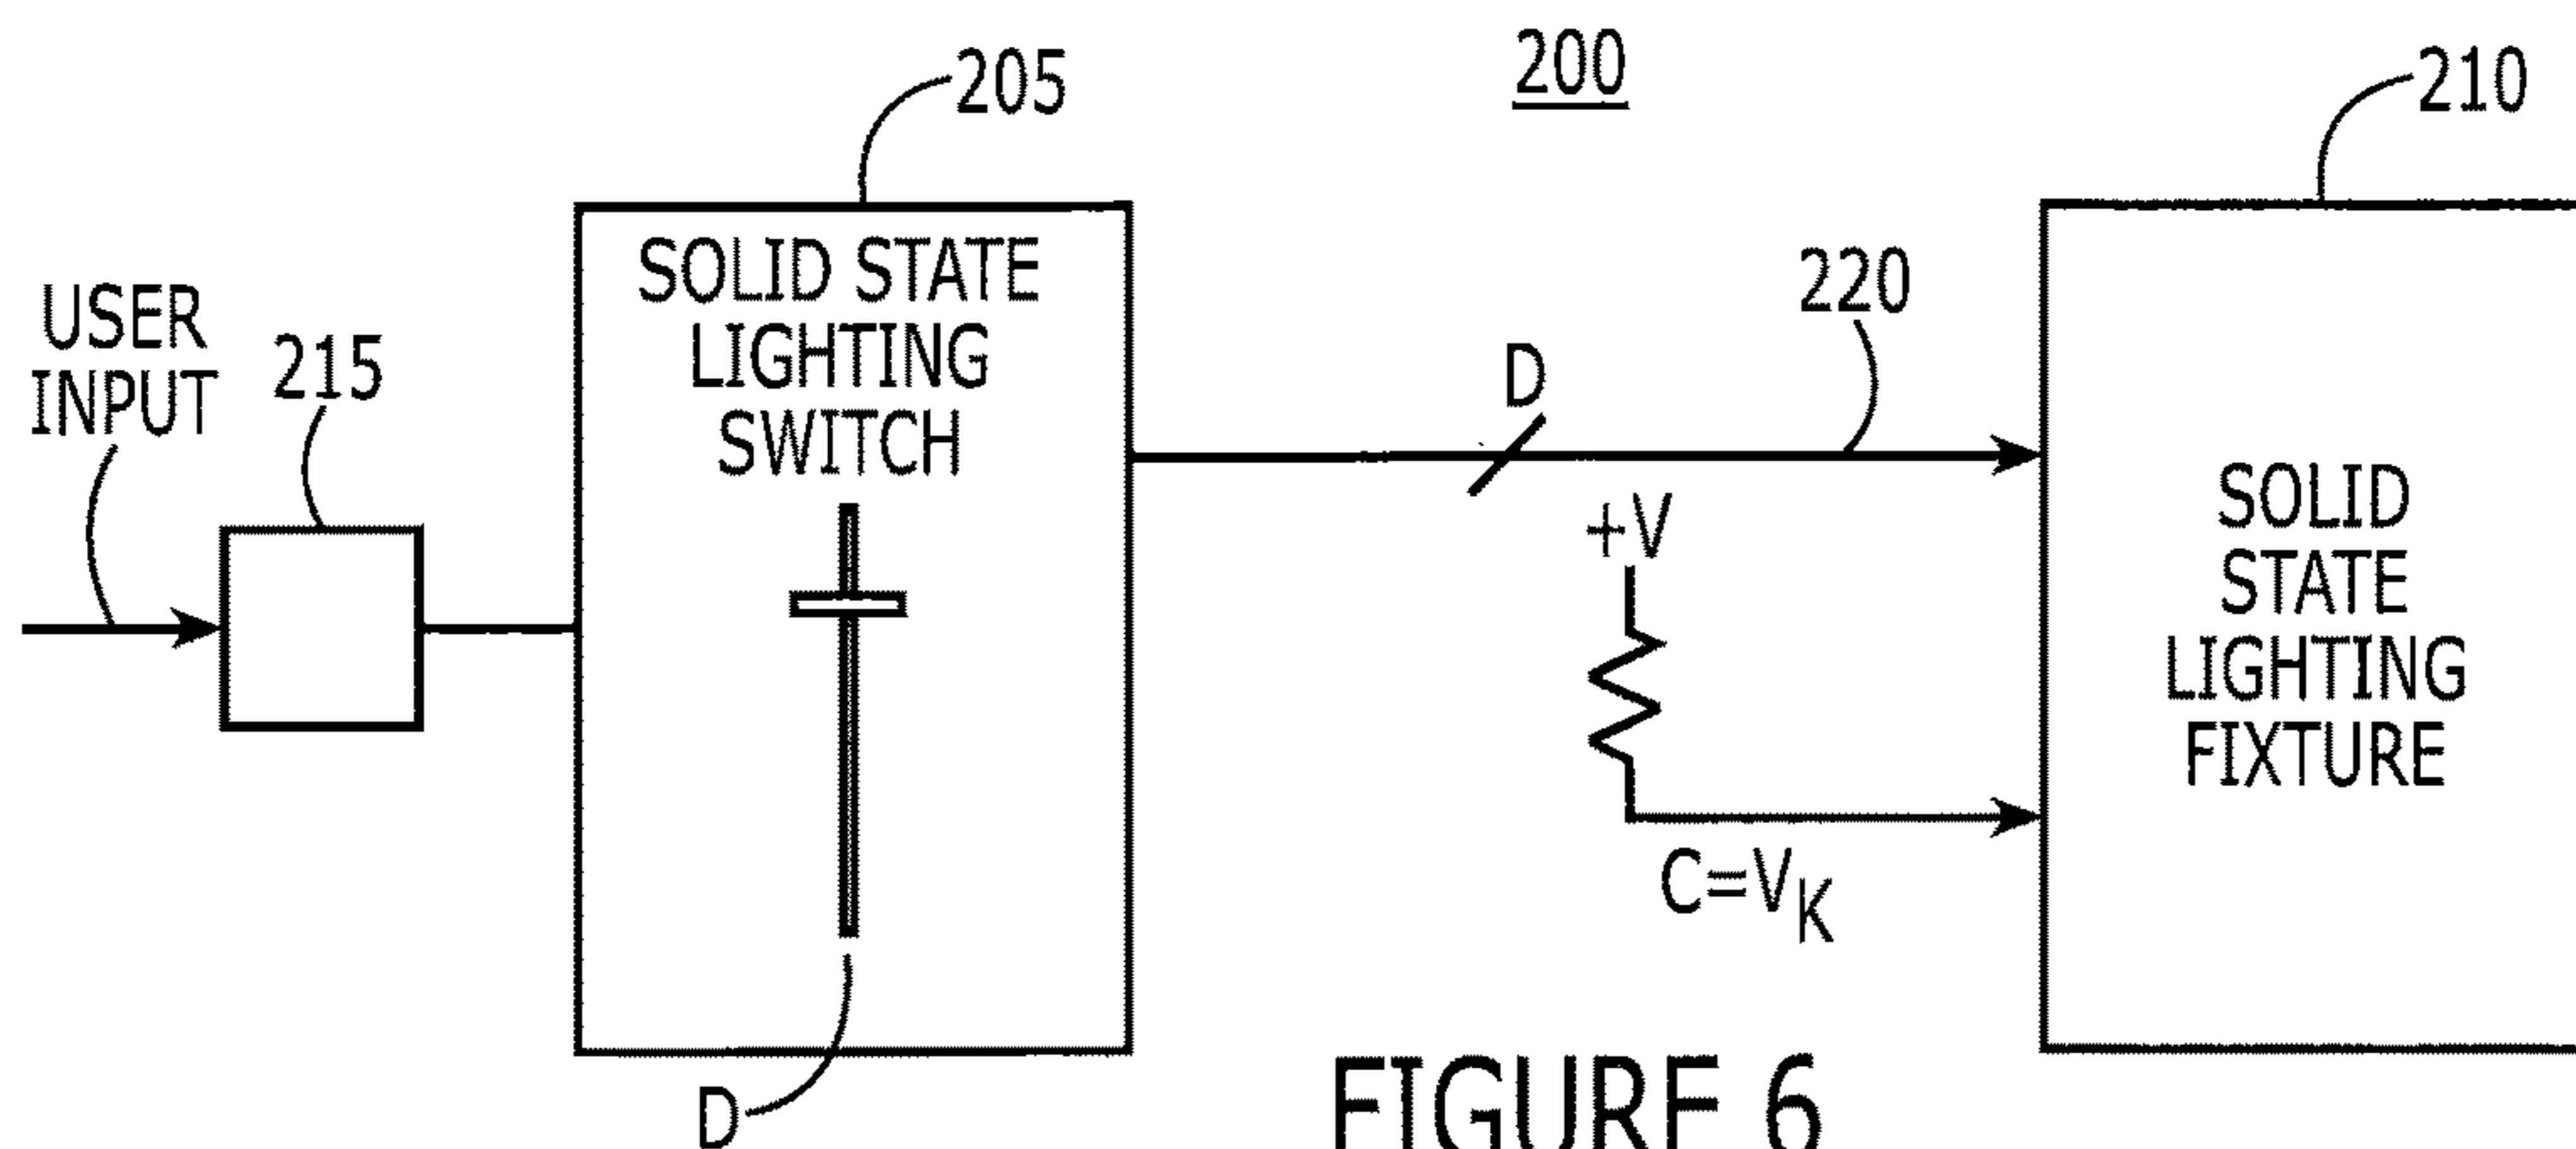 200
205
210
USER
INPUT
215
SOLID STATE
LIGHTING
SWITCH
D
D
220
+V
C=VK
SOLID
STATE
LIGHTING
FIXTURE
FIGURE 6